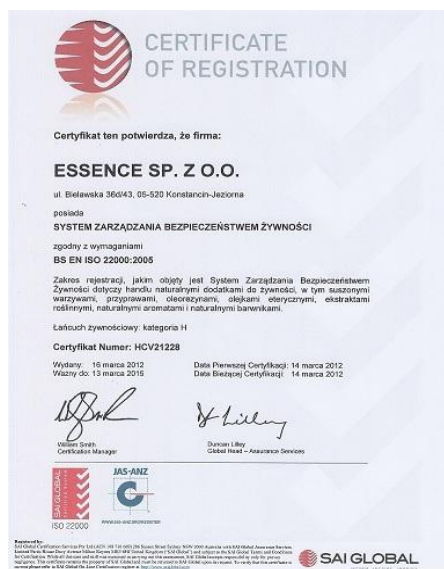 CERTIFICATE
OF REGISTRATION
Certyfikat ten potwierdza, że firma:
ESSENCE SP. Z O.O.
ul. Bielawska 36d/43, 05-520 Konstancin-Jeziorna
posiada
SYSTEM ZARZĄDZANIA BEZPIECZEŃSTWEM ŻYWNOŚCI
zgodny z wymaganiami
BS EN ISO 22000:2005
Zakres rejestracji, jakim objęty jest System Zarządzania Bezpieczeństwem
Żywności dotyczy handlu naturalnymi dodatkami do żywności, w tym suszonymi
warzywami, przyprawami, oleorezynami, olejkami eterycznymi, ekstraktami
roślinnymi, naturalnymi aromatami i naturalnymi barwnikami.
Łańcuch żywnościowy: kategoria H
Certyfikat Numer: HCV21228
Wydany: 16 marca 2012
Data Pierwszej Certyfikacji: 14 marca 2012
Ważny do: 13 marca 2015
Data Bieżącej Certyfikacji: 14 marca 2012
William Smith
Certification Manager
Duncan Lilley
Global Head – Assurance Services
SAI GLOBAL
ISO 22000
JAS-ANZ
C
Registered by:
SAI GLOBAL